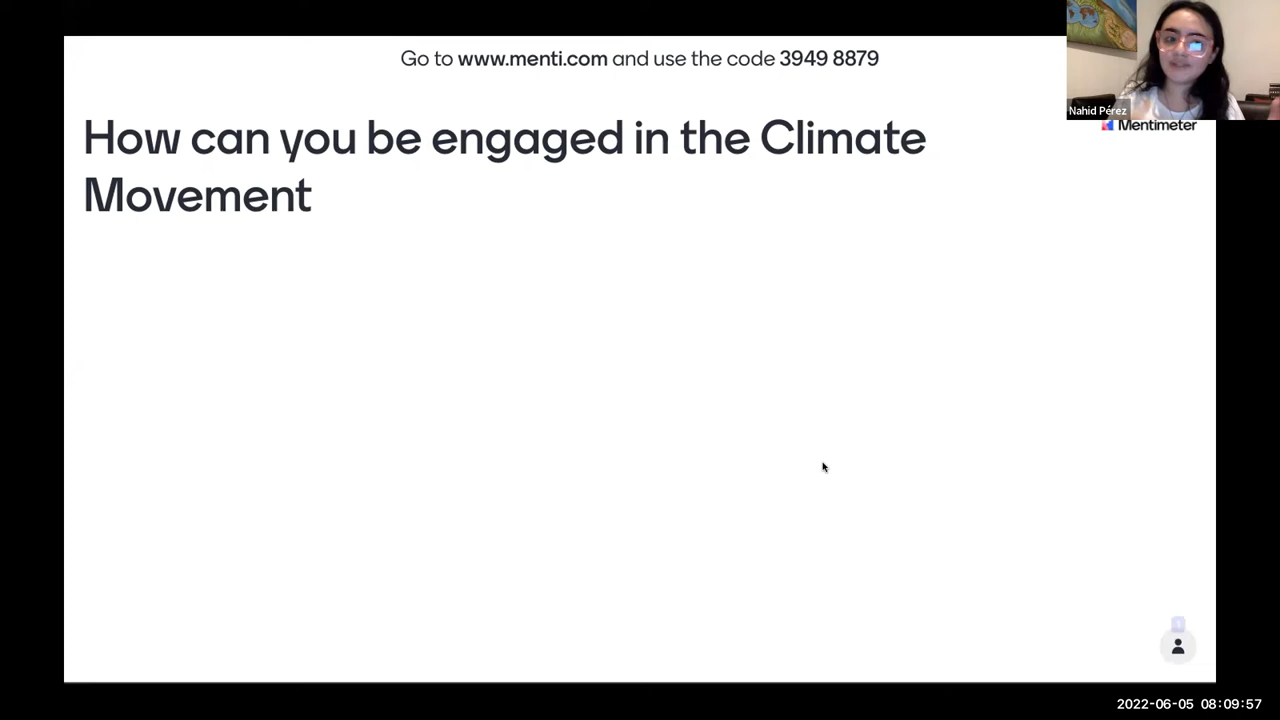 Go to www.menti.com and use the code 3949 8879
Nahid Pérez
Mentimeter
How can you be engaged in the Climate
Movement
2022-06-05 08:09:57